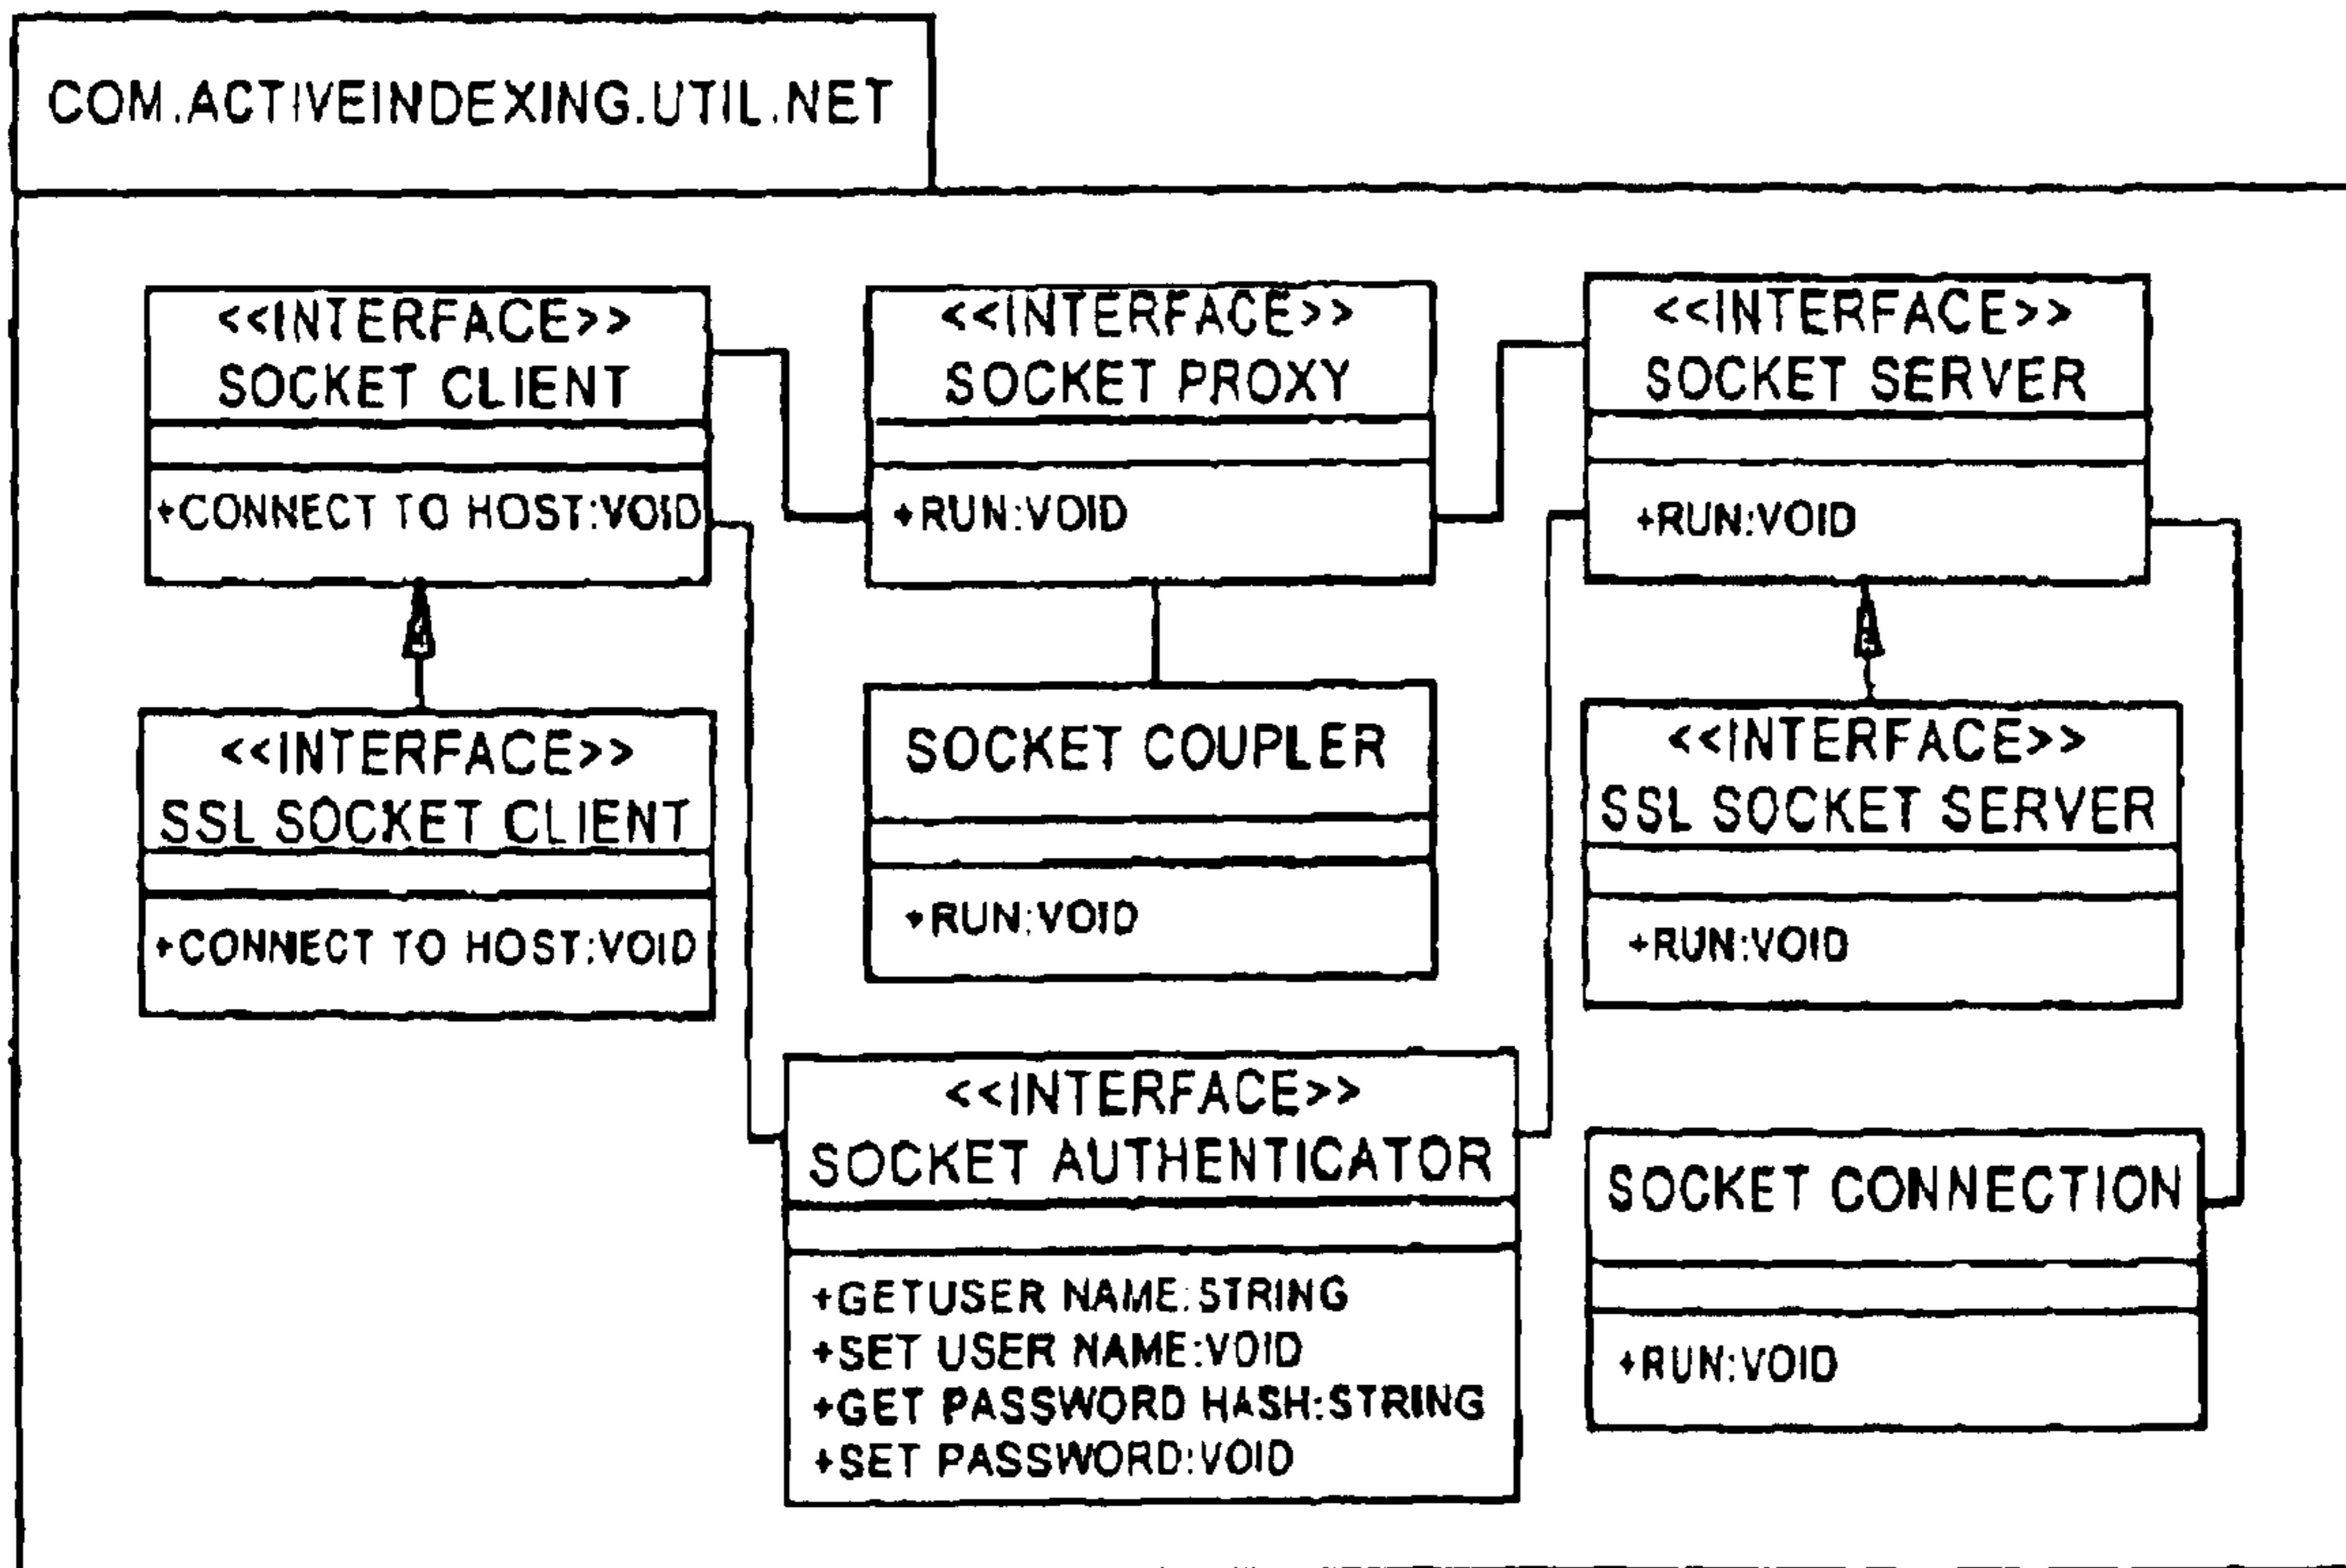 COM.ACTIVEINDEXING.UTIL.NET
<<INTERFACE>>
SOCKET CLIENT
+CONNECT TO HOST:VOID
<<INTERFACE>>
SOCKET PROXY
+RUN:VOID
<<INTERFACE>>
SOCKET SERVER
+RUN:VOID
<<INTERFACE>>
SSL SOCKET CLIENT
+CONNECT TO HOST:VOID
SOCKET COUPLER
+RUN:VOID
<<INTERFACE>>
SSL SOCKET SERVER
+RUN:VOID
<<INTERFACE>>
SOCKET AUTHENTICATOR
+GETUSER NAME:STRING
+SET USER NAME:VOID
+GET PASSWORD HASH:STRING
+SET PASSWORD:VOID
SOCKET CONNECTION
+RUN:VOID